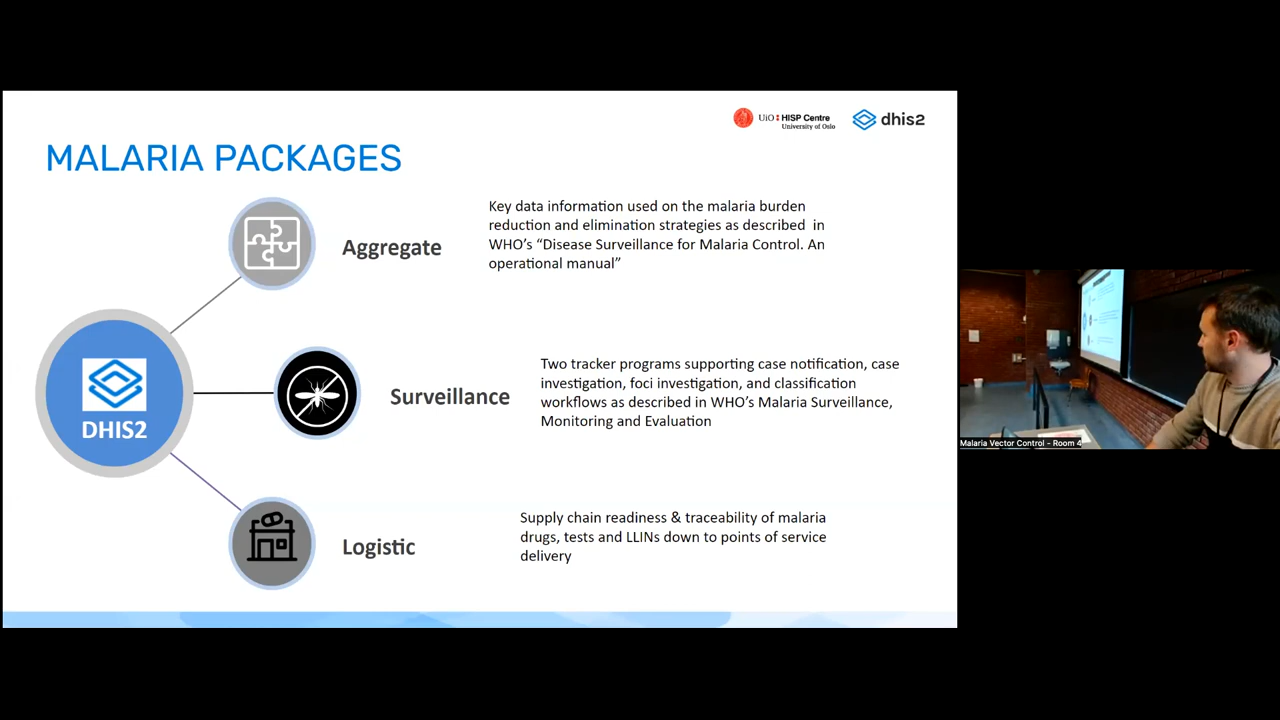 UiO HISP Centre
University of Oslo
dhis2
MALARIA PACKAGES
Key data information used on the malaria burden
reduction and elimination strategies as described in
WHO's “Disease Surveillance for Malaria Control. An
operational manual”
Aggregate
Two tracker programs supporting case notification, case
investigation, foci investigation, and classification
workflows as described in WHO's Malaria Surveillance,
Monitoring and Evaluation
Surveillance
DHIS2
Supply chain readiness & traceability of malaria
drugs, tests and LLINs down to points of service
delivery
Logistic
Malaria Vector Control - Room 4